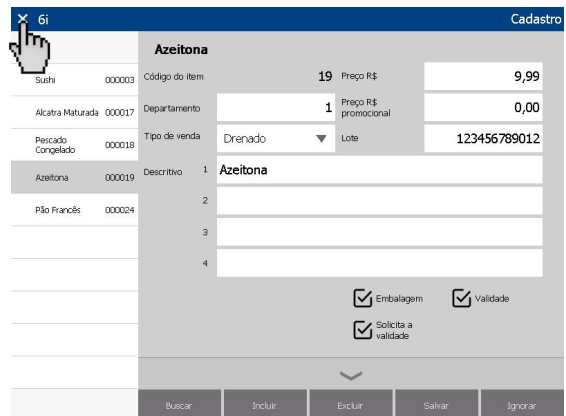 6i Cadastro
Azeitona
Sushi 000003
Alcatra Maturada 000017
Pescado
Congelado 000018
Azeitona 000019
Pão Francês 000024
Código do item 19 Preço R$ 9,99
Departamento 1 Preço R$
promocional 0,00
Tipo de venda Drenado Lote 123456789012
Descritivo 1 Azeitona
2
3
4
Embalagem Validade
Solicita a
validade
Buscar Incluir Excluir Salvar Ignorar